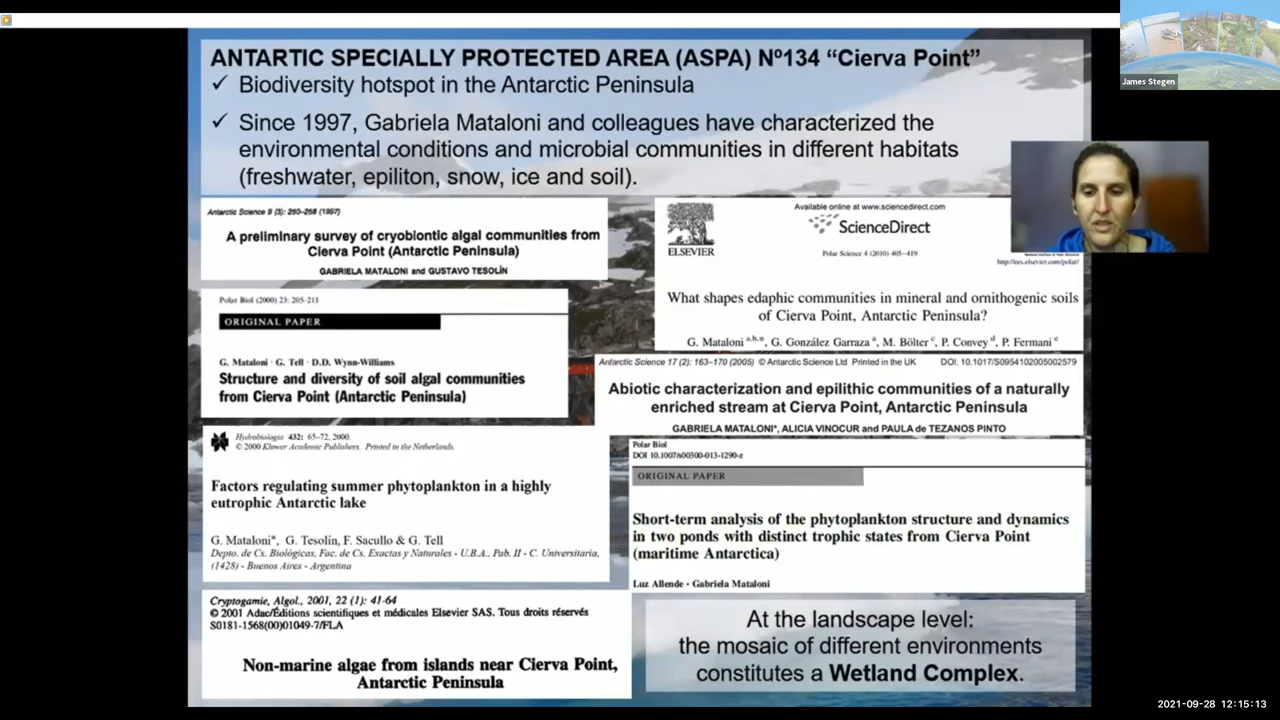 ANTARTIC SPECIALLY PROTECTED AREA (ASPA) Nº134 “Cierva Point”
✓ Biodiversity hotspot in the Antarctic Peninsula
✓ Since 1997, Gabriela Mataloni and colleagues have characterized the
environmental conditions and microbial communities in different habitats
(freshwater, epiliton, snow, ice and soil).
Antarctic Science 9 (3): 250–258 (1997)
A preliminary survey of cryobiontic algal communities from
Cierva Point (Antarctic Peninsula)
GABRIELA MATALONI and GUSTAVO TESOLÍN
Polar Biol (2000) 23: 205-211
ORIGINAL PAPER
G. Mataloni · G. Tell · D.D. Wynn-Williams
Structure and diversity of soil algal communities
from Cierva Point (Antarctic Peninsula)
Hydrobiologia 432: 65–72, 2000.
© 2000 Kluwer Academic Publishers. Printed in the Netherlands.
Factors regulating summer phytoplankton in a highly
eutrophic Antarctic lake
G. Mataloni*, G. Tesolín, F. Sacullo & G. Tell
Depto. de Cs. Biológicas, Fac. de Cs. Exactas y Naturales - U.B.A., Pab. II - C. Universitaria,
(1428) - Buenos Aires - Argentina
Cryptogamie, Algol., 2001, 22 (1): 41-64
© 2001 Adac/Éditions scientifiques et médicales Elsevier SAS. Tous droits réservés
S0181-1568(00)01049-7/FLA
Non-marine algae from islands near Cierva Point,
Antarctic Peninsula
ELSEVIER
Available online at www.sciencedirect.com
ScienceDirect
Polar Science 4 (2010) 405–419
http://ees.elsevier.com/polar/
What shapes edaphic communities in mineral and ornithogenic soils
of Cierva Point, Antarctic Peninsula?
G. Mataloni a,b,*, G. González Garraza a, M. Bölter c, P. Convey d, P. Fermani e
Antarctic Science 17 (2): 163–170 (2005) © Antarctic Science Ltd Printed in the UK DOI: 10.1017/S0954102005002579
Abiotic characterization and epilithic communities of a naturally
enriched stream at Cierva Point, Antarctic Peninsula
GABRIELA MATALONI*, ALICIA VINOCUR and PAULA de TEZANOS PINTO
Polar Biol
DOI 10.1007/s00300-013-1290-z
ORIGINAL PAPER
Short-term analysis of the phytoplankton structure and dynamics
in two ponds with distinct trophic states from Cierva Point
(maritime Antarctica)
Luz Allende · Gabriela Mataloni
At the landscape level:
the mosaic of different environments
constitutes a Wetland Complex.
James Stegen
2021-09-28 12:15:13